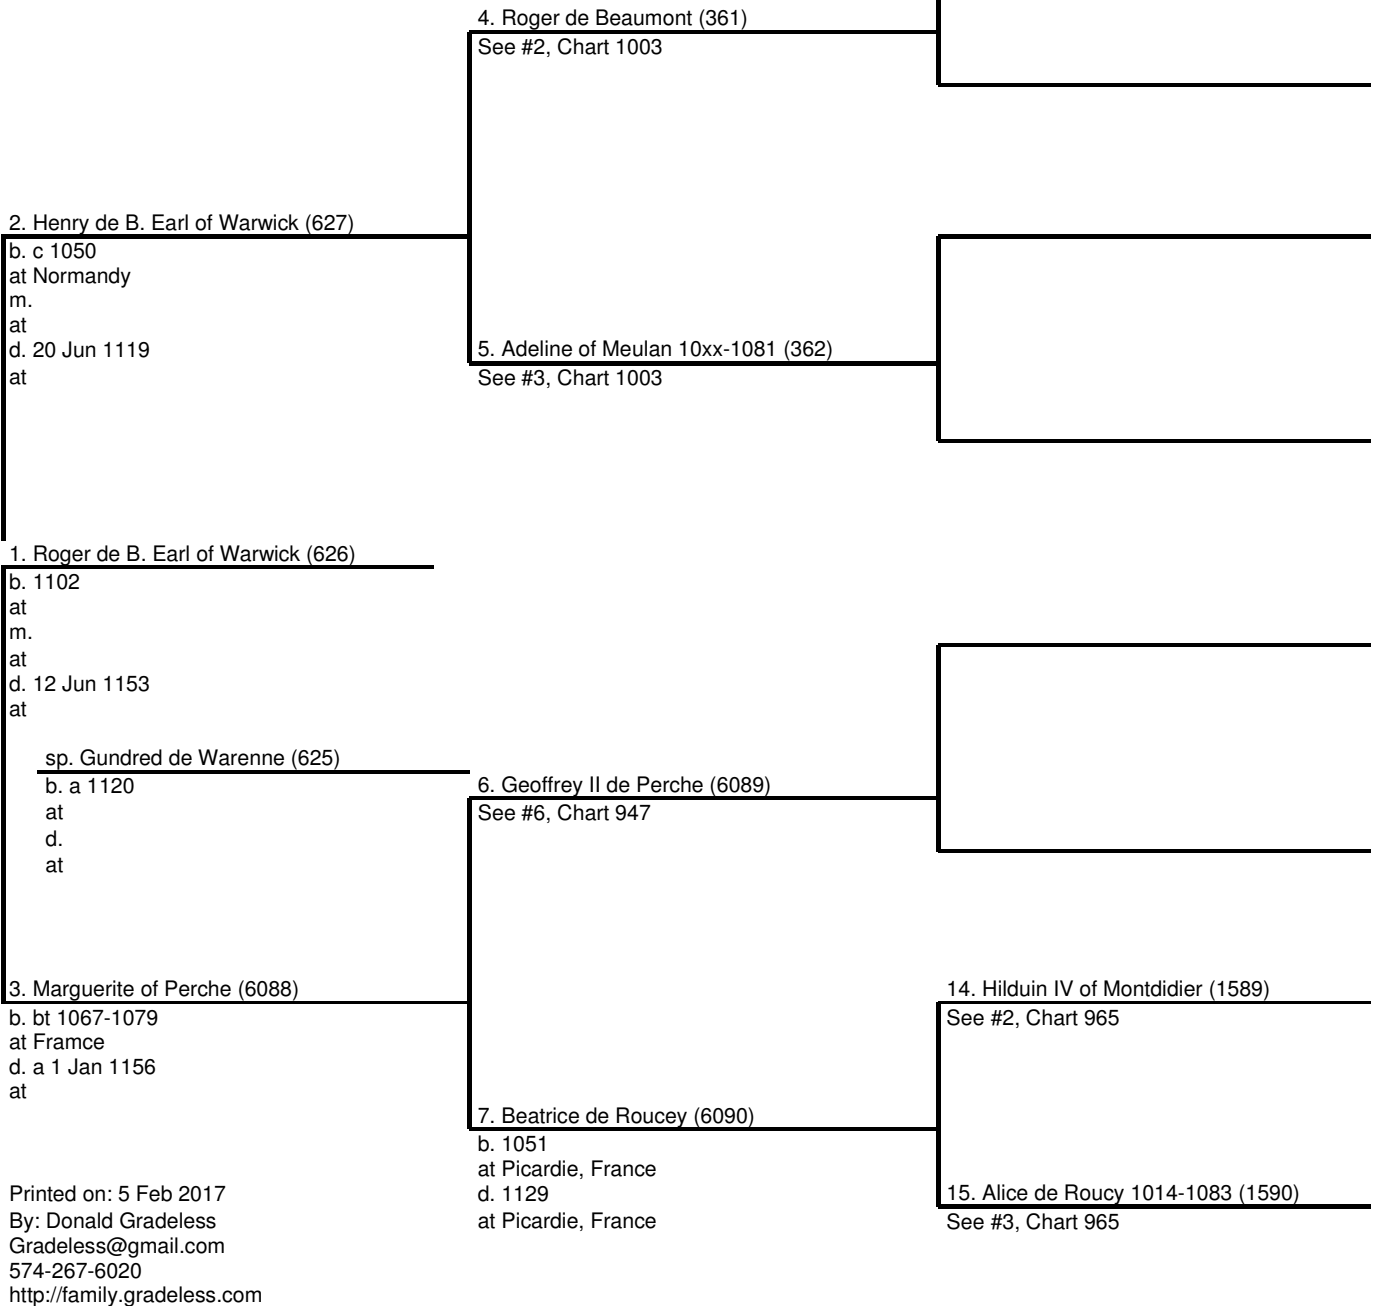 4. Roger de Beaumont (361)
See #2, Chart 1003
2. Henry de B. Earl of Warwick (627)
b. c 1050
at Normandy
m.
at
d. 20 Jun 1119
at
5. Adeline of Meulan 10xx-1081 (362)
See #3, Chart 1003
1. Roger de B. Earl of Warwick (626)
b. 1102
at
m.
at
d. 12 Jun 1153
at
sp. Gundred de Warenne (625)
b. a 1120
at
d.
at
6. Geoffrey II de Perche (6089)
See #6, Chart 947
3. Marguerite of Perche (6088)
b. bt 1067-1079
at Framce
d. a 1 Jan 1156
at
14. Hilduin IV of Montdidier (1589)
See #2, Chart 965
7. Beatrice de Roucey (6090)
b. 1051
at Picardie, France
d. 1129
at Picardie, France
15. Alice de Roucy 1014-1083 (1590)
See #3, Chart 965
Printed on: 5 Feb 2017
By: Donald Gradeless
Gradeless@gmail.com
574-267-6020
http://family.gradeless.com